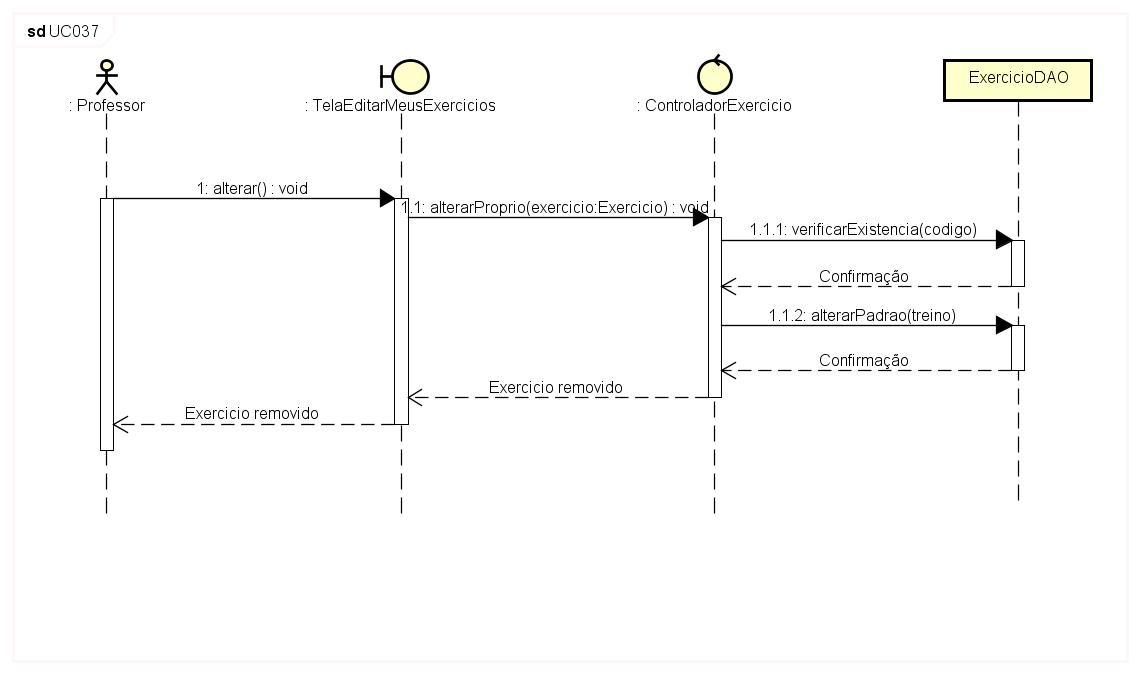 sd UC037
: Professor
: TelaEditarMeusExercicios
: ControladorExercicio
ExercicioDAO
1: alterar() : void
1.1: alterarProprio(exercicio:Exercicio) : void
1.1.1: verificarExistencia(codigo)
Confirmação
1.1.2: alterarPadrao(treino)
Confirmação
Exercicio removido
Exercicio removido